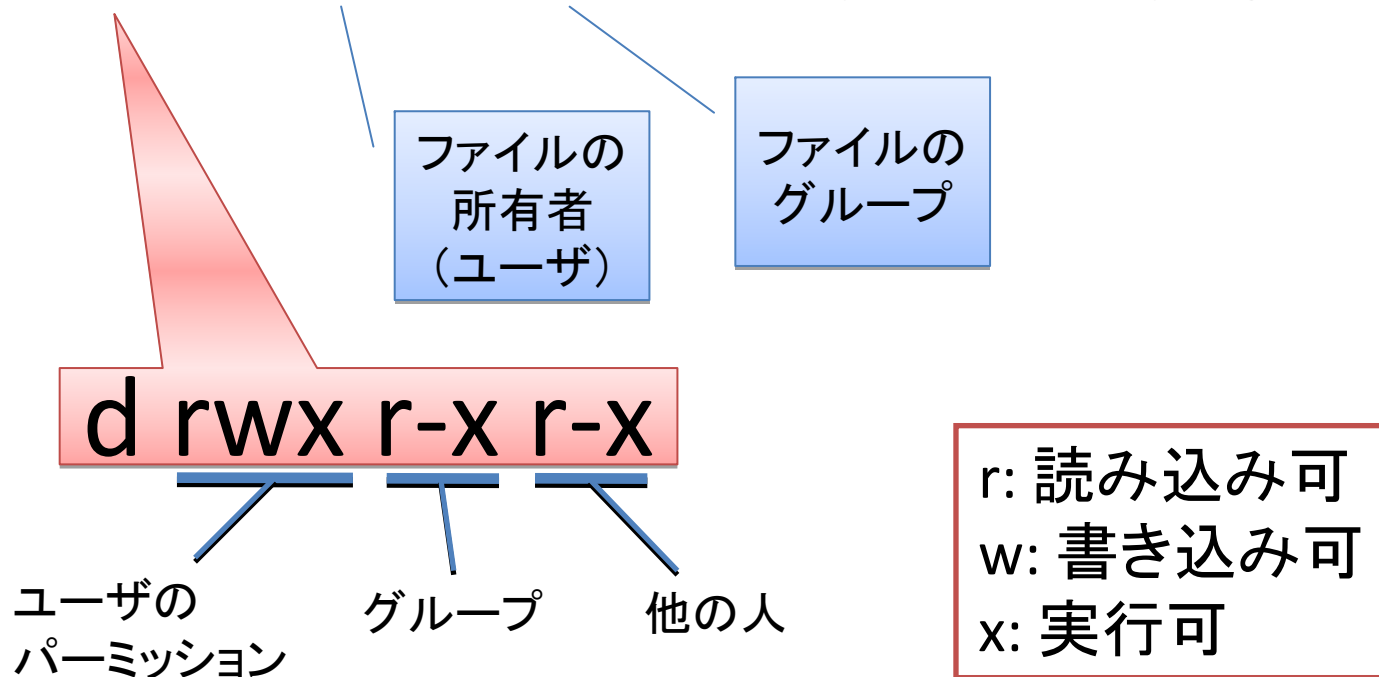 ファイルの
所有者
（ユーザ）
ファイルの
グループ
d rwx r-x r-x
ユーザの
パーミッション
グループ
他の人
r: 読み込み可
w: 書き込み可
x: 実行可